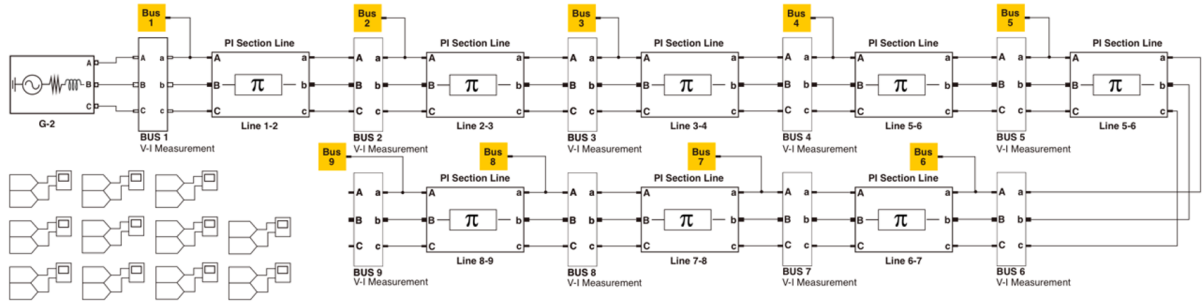 Bus 1
Bus 2
Bus 3
Bus 4
Bus 5
PI Section Line
PI Section Line
PI Section Line
PI Section Line
PI Section Line
A A a A a A a A a A a A a A a A a A a A a
B B b B π b B b B π b B b B π b B b B π b B b B π b
C C c C c C c C c C c C c C c C c C c C c
G-2
BUS 1
V-I Measurement
Line 1-2
BUS 2
V-I Measurement
Line 2-3
BUS 3
V-I Measurement
Line 3-4
BUS 4
V-I Measurement
Line 5-6
BUS 5
V-I Measurement
Line 5-6
Bus 9
Bus 8
Bus 7
Bus 6
PI Section Line
PI Section Line
PI Section Line
A a A a A a A a A a A a A a
B b B π b B b B π b B b B π b B b
C c C c C c C c C c C c C c
BUS 9
V-I Measurement
Line 8-9
BUS 8
V-I Measurement
Line 7-8
BUS 7
V-I Measurement
Line 6-7
BUS 6
V-I Measurement